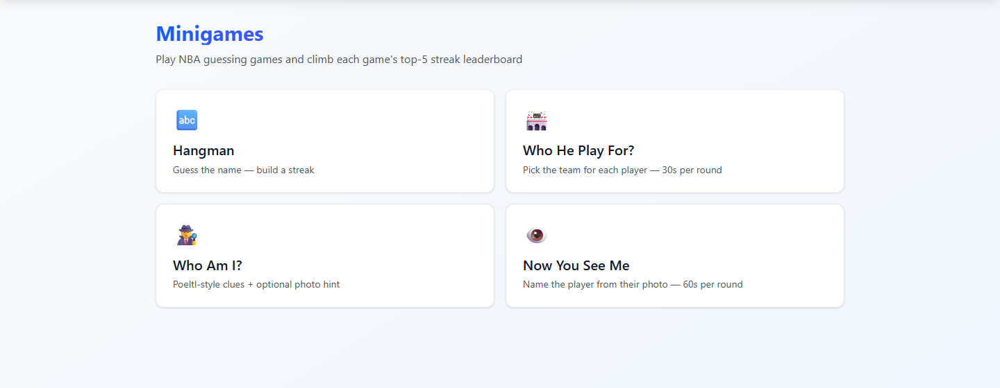 Minigames
Play NBA guessing games and climb each game's top-5 streak leaderboard
abc
Hangman
Guess the name — build a streak
Who He Play For?
Pick the team for each player — 30s per round
Who Am I?
Poeltl-style clues + optional photo hint
Now You See Me
Name the player from their photo — 60s per round